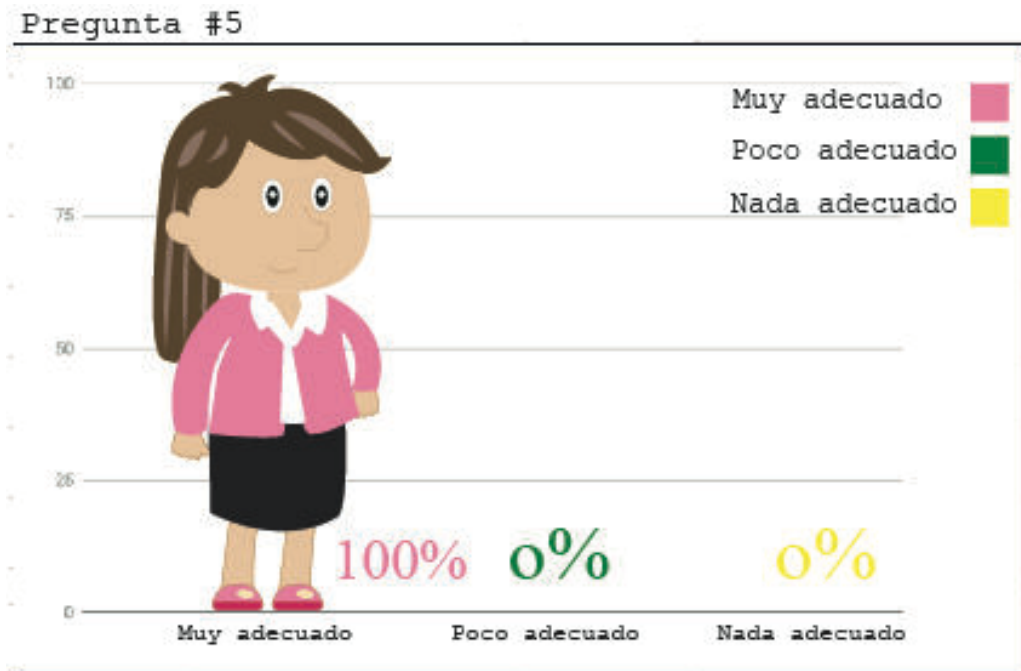 Pregunta #5
100
Muy adecuado
Poco adecuado
75
Nada adecuado
50
25
100% 0% 0%
0
Muy adecuado Poco adecuado Nada adecuado